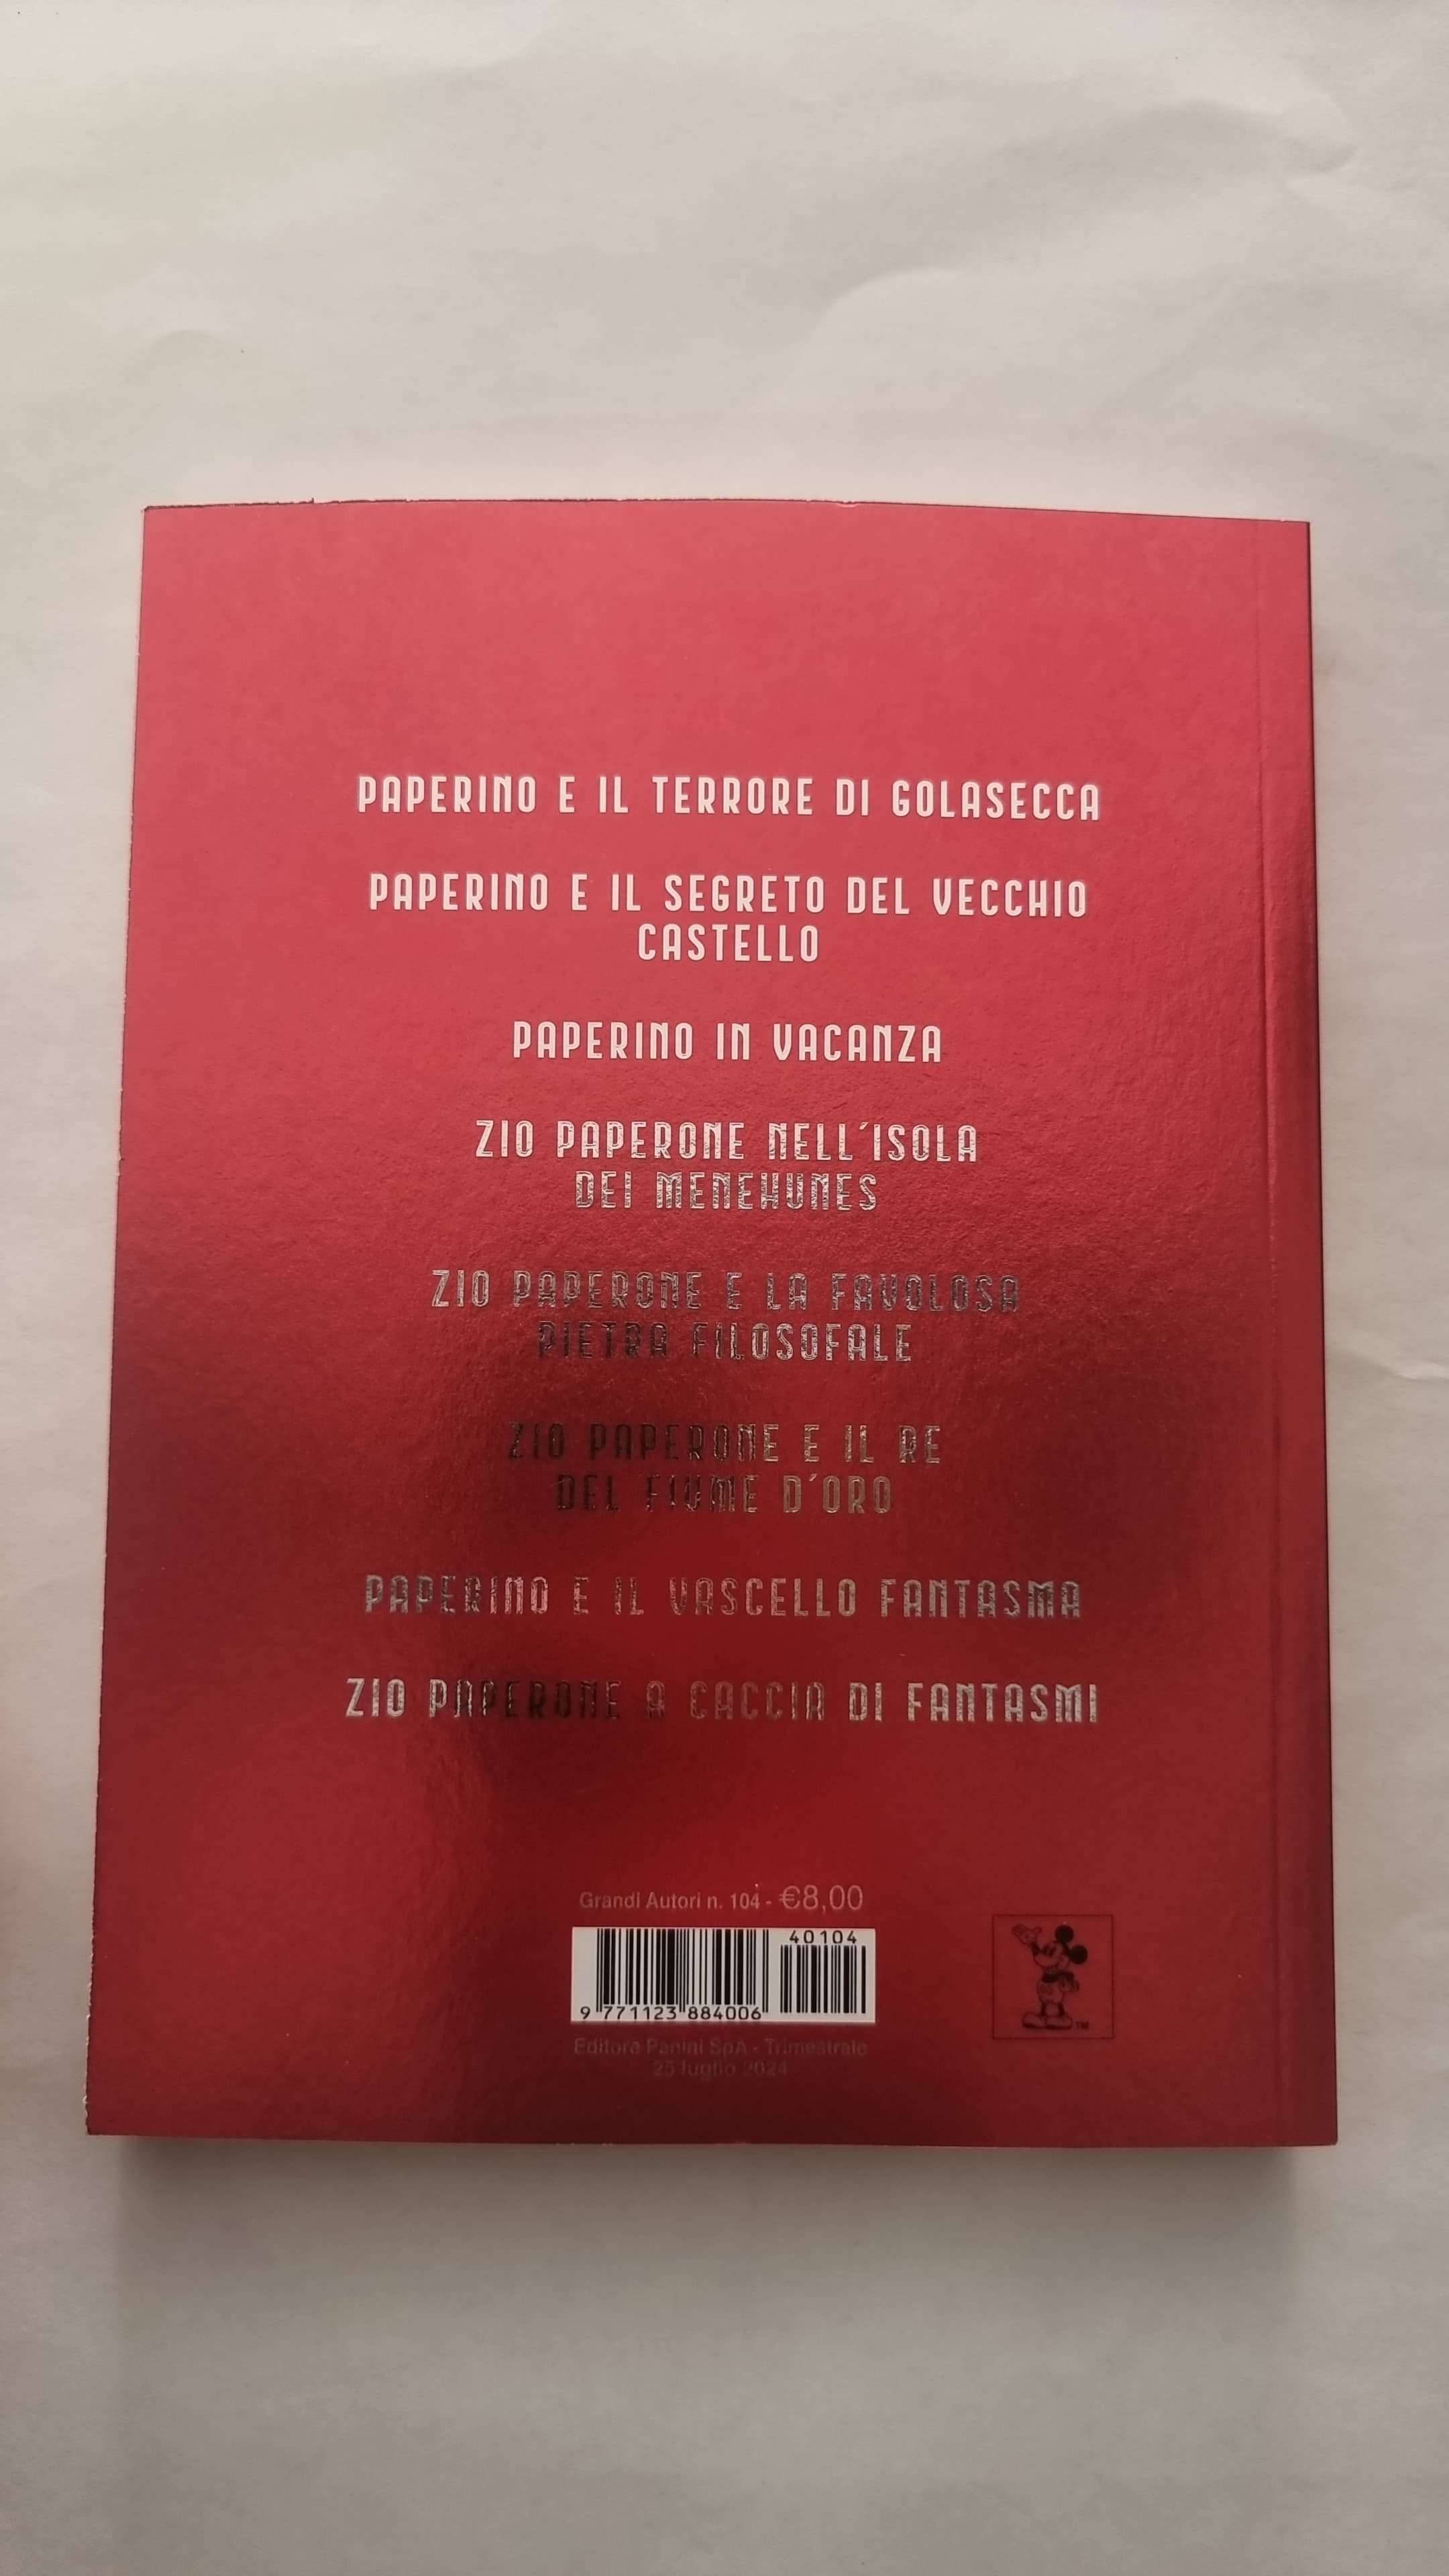 PAPERINO E IL TERRORE DI GOLASECCA
PAPERINO E IL SEGRETO DEL VECCHIO
CASTELLO
PAPERINO IN VACANZA
ZIO PAPERONE NELL'ISOLA
DEI MENEHUNES
ZIO PAPERONE E LA FAVOLOSA
PIETRA FILOSOFALE
ZIO PAPERONE E IL RE
DEL FIUME D'ORO
PAPERINO E IL VASCELLO FANTASMA
ZIO PAPERONE A CACCIA DI FANTASMI
Grandi Autori n. 104 - €8,00
40104
9 771123 884006
Editore Panini SpA - Trimestrale
25 luglio 2024
TM